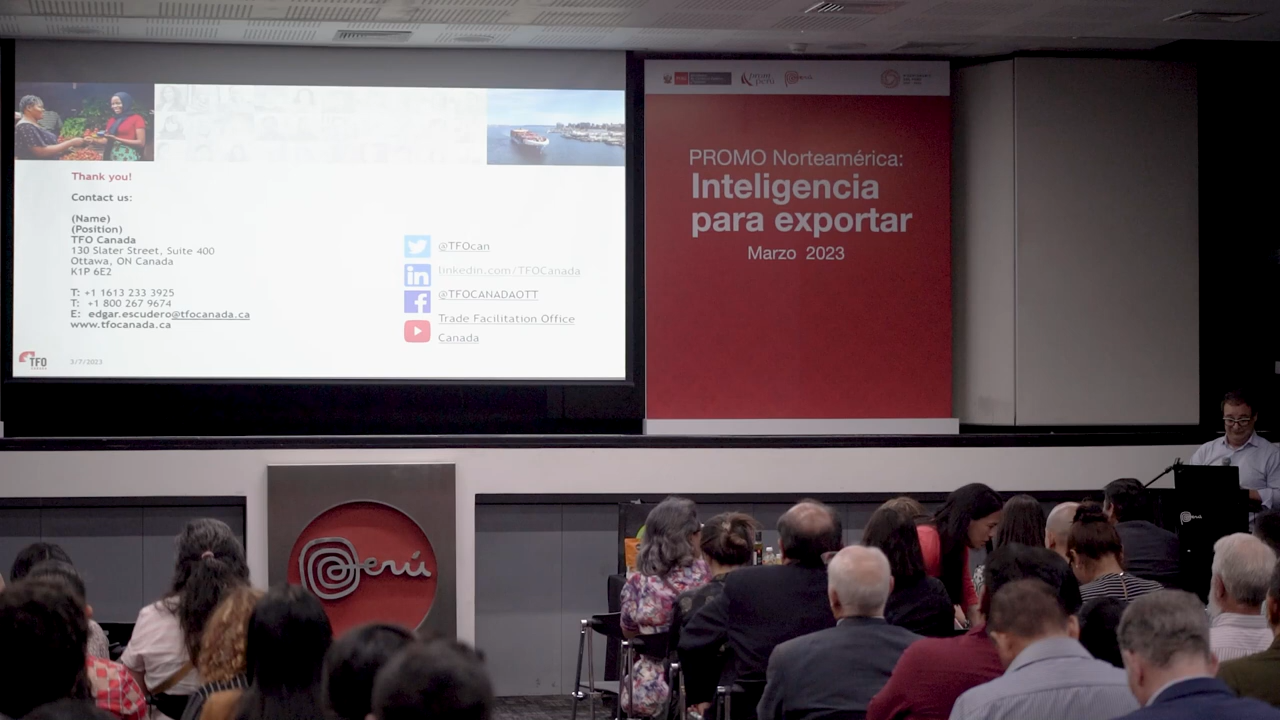 Thank you!
Contact us:
(Name)
(Position)
TFO Canada
130 Slater Street, Suite 400
Ottawa, ON Canada
K1P 6E2
T: +1 1613 233 3925
T: +1 800 267 9674
E: edgar.escudero@tfocanada.ca
www.tfocanada.ca
@TFOcan
linkedin.com/TFOCanada
@TFOCANADAOTT
Trade Facilitation Office
Canada
TFO
3/7/2023
PROMO Norteamérica:
Inteligencia
para exportar
Marzo 2023
Perú